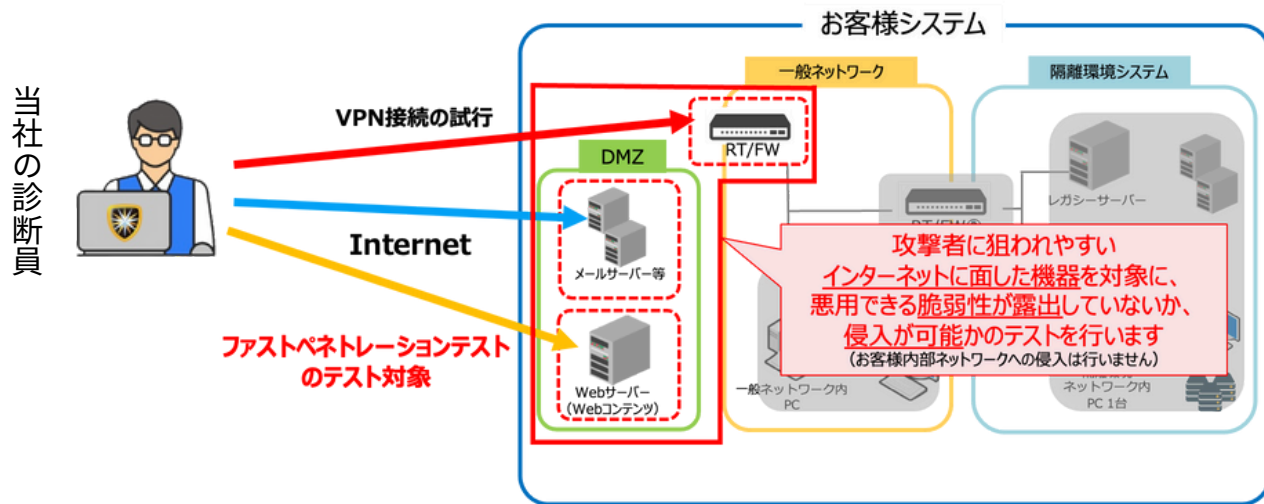 お客様システム
当社の診断員
VPN接続の試行
Internet
ファストペネトレーションテスト
のテスト対象
一般ネットワーク
RT/FW
DMZ
メールサーバー等
Webサーバー
（Webコンテンツ）
隔離環境システム
レガシーサーバー
攻撃者に狙われやすい
インターネットに面した機器を対象に、
悪用できる脆弱性が露出していないか、
侵入が可能かのテストを行います
（お客様内部ネットワークへの侵入は行いません）
一般ネットワーク内
PC
ネットワーク内
PC 1台